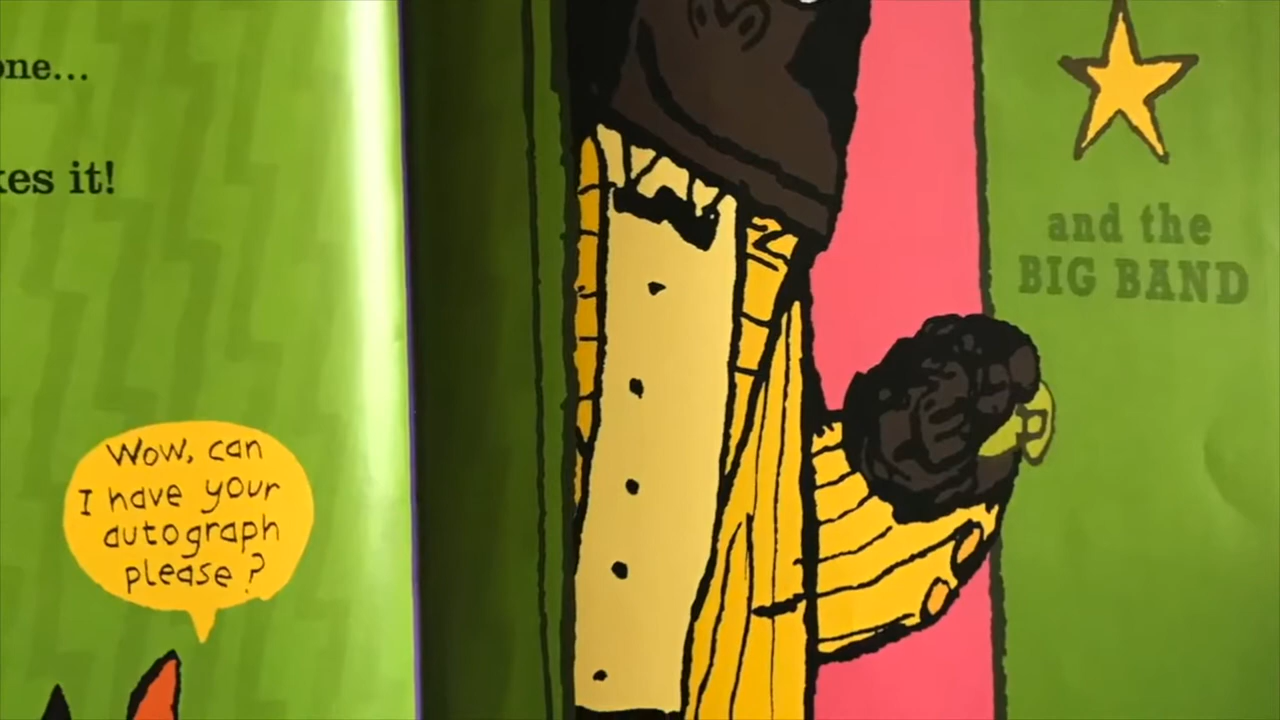 one...
kes it!
Wow, can
I have your
autograph
please?
and the
BIG BAND